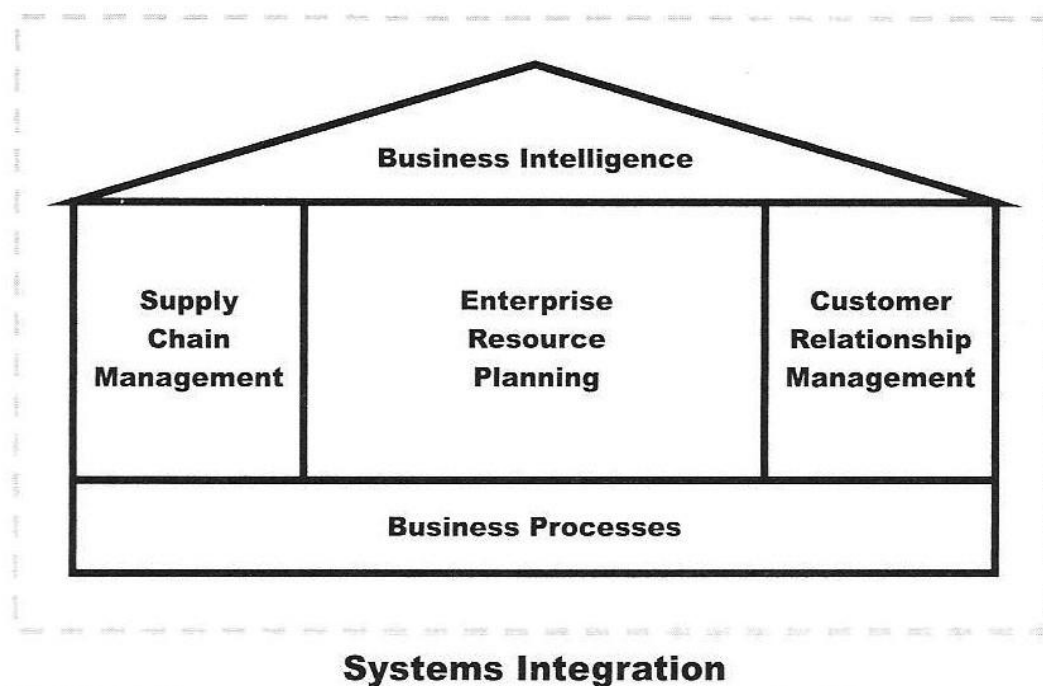 Business Intelligence
Supply
Chain
Management
Enterprise
Resource
Planning
Customer
Relationship
Management
Business Processes
Systems Integration